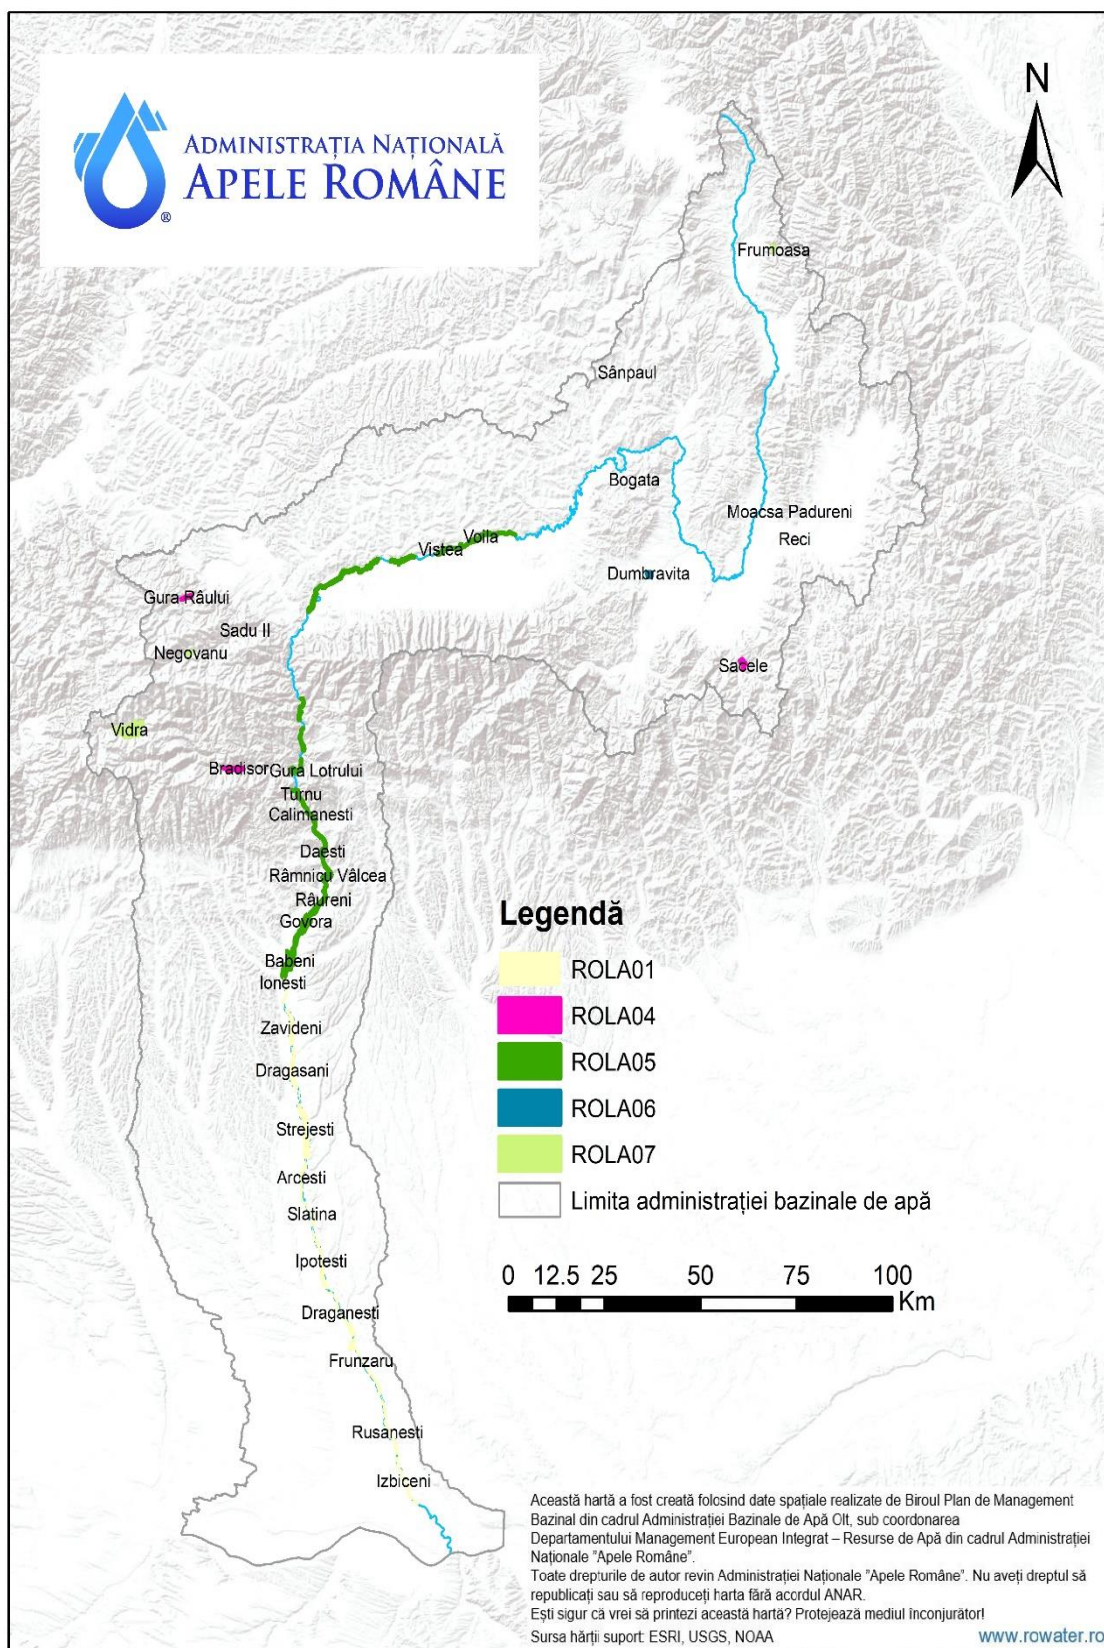 ADMINISTRAȚIA NAȚIONALĂ
APELE ROMÂNE
®
N
Frumoasa
Sânpaul
Bogata
Moacsa Padureni
Reci
Voila
Vistea
Dumbravita
Gura Râului
Sadu II
Negovanu
Sacele
Vidra
Bradisor
Gura Lotrului
Turnu
Calimanesti
Daesti
Râmnicu Vâlcea
Râureni
Govora
Babeni
Ionesti
Zavideni
Dragasani
Strejesti
Arcesti
Slatina
Ipotesti
Draganesti
Frunzaru
Rusanesti
Izbiceni
Legendă
ROLA01
ROLA04
ROLA05
ROLA06
ROLA07
Limita administrației bazinale de apă
0 12.5 25 50 75 100
Km
Această hartă a fost creată folosind date spațiale realizate de Biroul Plan de Management
Bazinal din cadrul Administrației Bazinale de Apă Olt, sub coordonarea
Departamentului Management European Integrat – Resurse de Apă din cadrul Administrației
Naționale "Apele Române".
Toate drepturile de autor revin Administrației Naționale "Apele Române". Nu aveți dreptul să
republicați sau să reproduceți harta fără acordul ANAR.
Ești sigur că vrei să printezi această hartă? Protejează mediul înconjurător!
Sursa hărții suport: ESRI, USGS, NOAA
www.rowater.ro